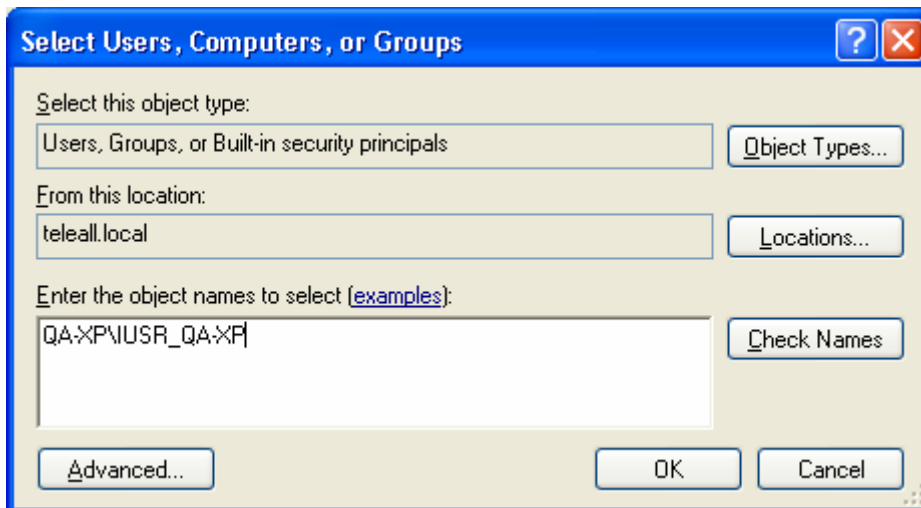 Select Users, Computers, or Groups
Select this object type:
Users, Groups, or Built-in security principals
Object Types...
From this location:
teleall.local
Locations...
Enter the object names to select (examples):
QA-XP\IUSR_QA-XP
Check Names
Advanced...
OK
Cancel